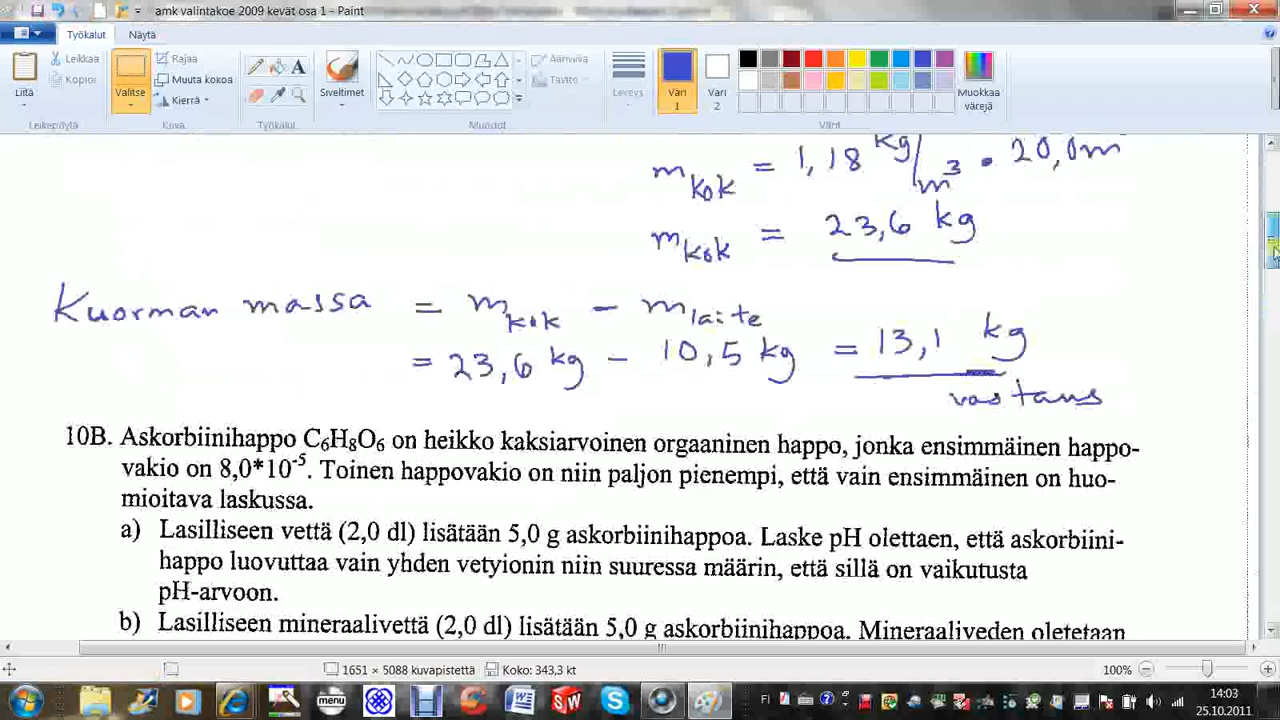 amk valintakoe 2009 kevät osa 1 - Paint
Työkalut Näytä
Liitä
Leikkaa
Kopioi
Leikepöytä
Valitse
Rajaa
Muuta kokoa
Kierrä
Kuva
Työkalut
Siveltimet
Ääriviiva
Täyttö
Muodot
Leveys
Väri 1
Väri 2
Muokkaa värejä
Värit
m_kok = 1,18 kg/m³ • 20,0m
m_kok = 23,6 kg
Kuorman massa = m_kok − m_laite
= 23,6 kg − 10,5 kg = 13,1 kg
vastaus
10B. Askorbiinihappo C₆H₈O₆ on heikko kaksiarvoinen orgaaninen happo, jonka ensimmäinen happo-
vakio on 8,0*10⁻⁵. Toinen happovakio on niin paljon pienempi, että vain ensimmäinen on huo-
mioitava laskussa.
a) Lasilliseen vettä (2,0 dl) lisätään 5,0 g askorbiinihappoa. Laske pH olettaen, että askorbiini-
happo luovuttaa vain yhden vetyionin niin suuressa määrin, että sillä on vaikutusta
pH-arvoon.
b) Lasilliseen mineraalivettä (2,0 dl) lisätään 5,0 g askorbiinihappoa. Mineraaliveden oletetaan
1651 × 5088 kuvapistettä
Koko: 343,3 kt
100%
menu
FI
14:03
25.10.2011